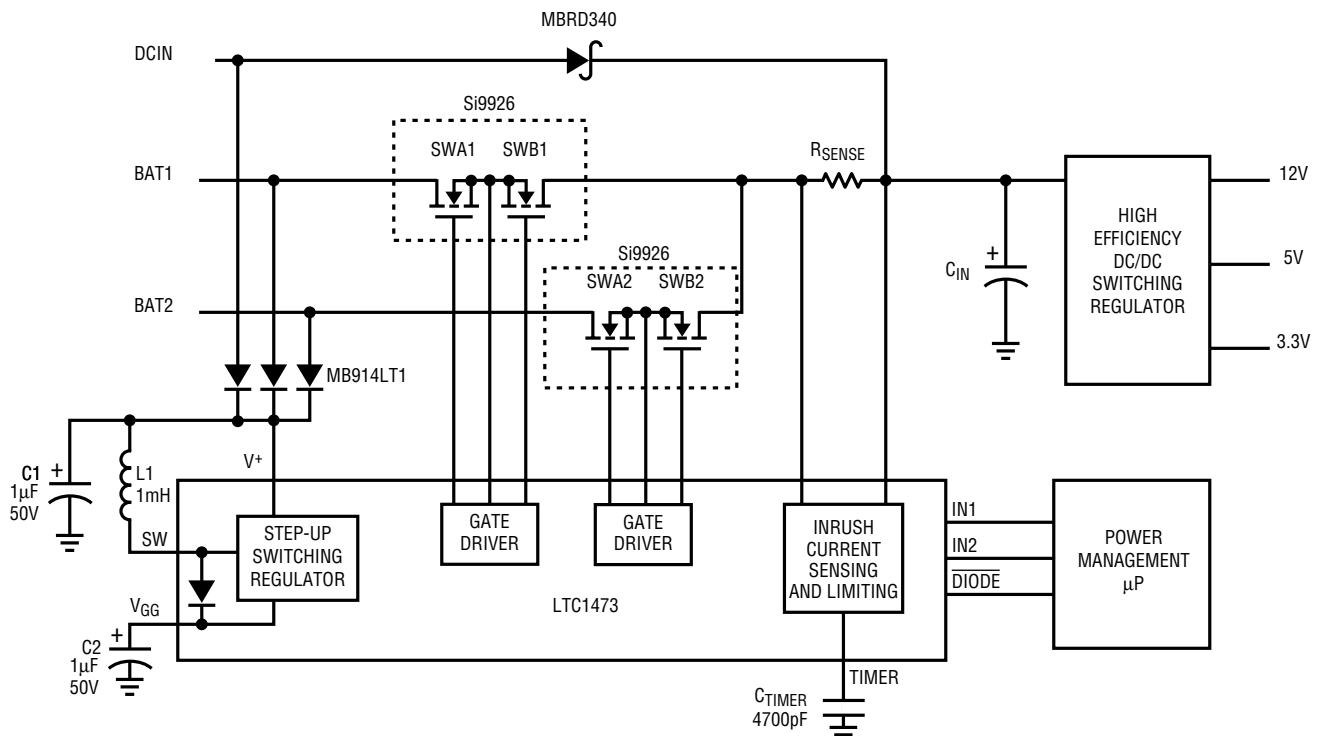 MBRD340
DCIN
Si9926
SWA1 SWB1
RSENSE
BAT1
12V
HIGH
EFFICIENCY
DC/DC
SWITCHING
REGULATOR
CIN
+
5V
3.3V
Si9926
SWA2 SWB2
BAT2
MB914LT1
V+
C1
+
1µF
50V
L1
1mH
SW
STEP-UP
SWITCHING
REGULATOR
GATE
DRIVER
GATE
DRIVER
INRUSH
CURRENT
SENSING
AND LIMITING
IN1
IN2
DIODE
POWER
MANAGEMENT
µP
LTC1473
VGG
C2
+
1µF
50V
TIMER
CTIMER
4700pF